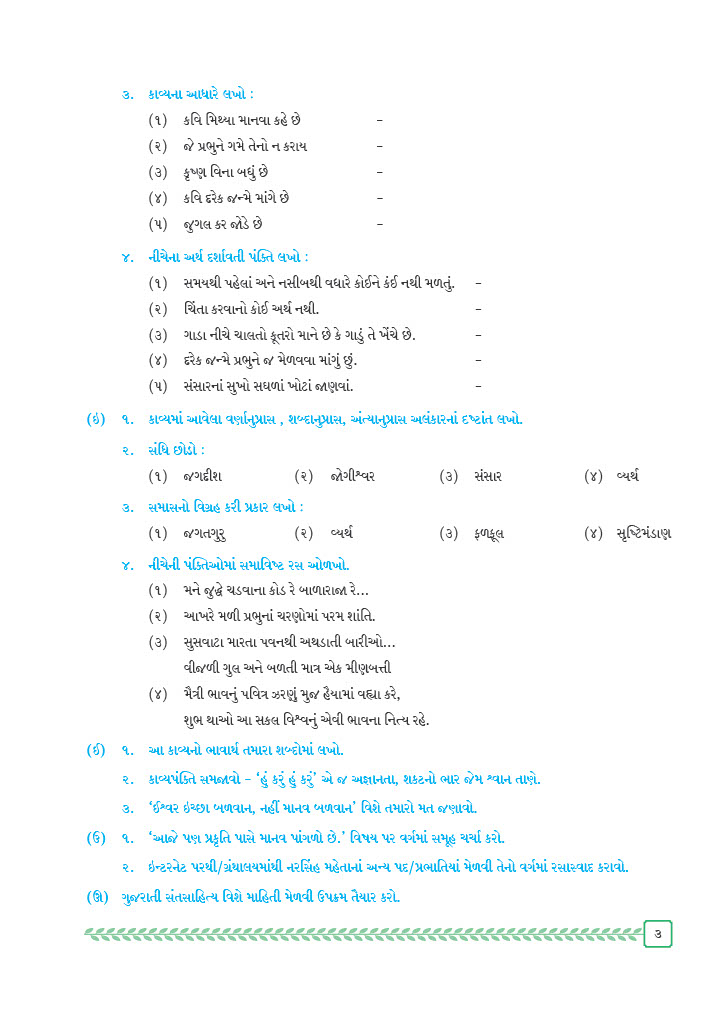 ૩. કાવ્યના આધારે લખો :
(૧) કવિ મિથ્યા માનવા કહે છે –
(૨) જે પ્રભુને ગમે તેનો ન કરાય –
(૩) કૃષ્ણ વિના બધું છે –
(૪) કવિ દરેક જન્મે માંગે છે –
(૫) જુગલ કર જોડે છે –
૪. નીચેના અર્થ દર્શાવતી પંક્તિ લખો :
(૧) સમયથી પહેલાં અને નસીબથી વધારે કોઈને કંઈ નથી મળતું. –
(૨) ચિંતા કરવાનો કોઈ અર્થ નથી. –
(૩) ગાડા નીચે ચાલતો કૂતરો માને છે કે ગાડું તે ખેંચે છે. –
(૪) દરેક જન્મે પ્રભુને જ મેળવવા માંગું છું. –
(૫) સંસારનાં સુખો સઘળાં ખોટાં જાણવાં. –
(ઇ) ૧. કાવ્યમાં આવેલા વર્ણાનુપ્રાસ , શબ્દાનુપ્રાસ, અંત્યાનુપ્રાસ અલંકારનાં દષ્ટાંત લખો.
૨. સંધિ છોડો :
(૧) જગદીશ (૨) જોગીશ્વર (૩) સંસાર (૪) વ્યર્થ
૩. સમાસનો વિગ્રહ કરી પ્રકાર લખો :
(૧) જગતગુરુ (૨) વ્યર્થ (૩) ફળફૂલ (૪) સૃષ્ટિમંડાણ
૪. નીચેની પંક્તિઓમાં સમાવિષ્ટ રસ ઓળખો.
(૧) મને જુદ્ધે ચડવાના કોડ રે બાળારાજા રે...
(૨) આખરે મળી પ્રભુનાં ચરણોમાં પરમ શાંતિ.
(૩) સુસવાટા મારતા પવનથી અથડાતી બારીઓ...
વીજળી ગુલ અને બળતી માત્ર એક મીણબત્તી
(૪) મૈત્રી ભાવનું પવિત્ર ઝરણું મુજ હૈયામાં વહ્યા કરે,
શુભ થાઓ આ સકલ વિશ્વનું એવી ભાવના નિત્ય રહે.
(ઈ) ૧. આ કાવ્યનો ભાવાર્થ તમારા શબ્દોમાં લખો.
૨. કાવ્યપંક્તિ સમજાવો – ‘હું કરું હું કરું’ એ જ અજ્ઞાનતા, શકટનો ભાર જેમ શ્વાન તાણે.
૩. ‘ઈશ્વર ઇચ્છા બળવાન, નહીં માનવ બળવાન’ વિશે તમારો મત જણાવો.
(ઉ) ૧. ‘આજે પણ પ્રકૃતિ પાસે માનવ પાંગળો છે.’ વિષય પર વર્ગમાં સમૂહ ચર્ચા કરો.
૨. ઇન્ટરનેટ પરથી/ગ્રંથાલયમાંથી નરસિંહ મહેતાનાં અન્ય પદ/પ્રભાતિયાં મેળવી તેનો વર્ગમાં રસાસ્વાદ કરાવો.
(ઊ) ગુજરાતી સંતસાહિત્ય વિશે માહિતી મેળવી ઉપક્રમ તૈયાર કરો.
૩